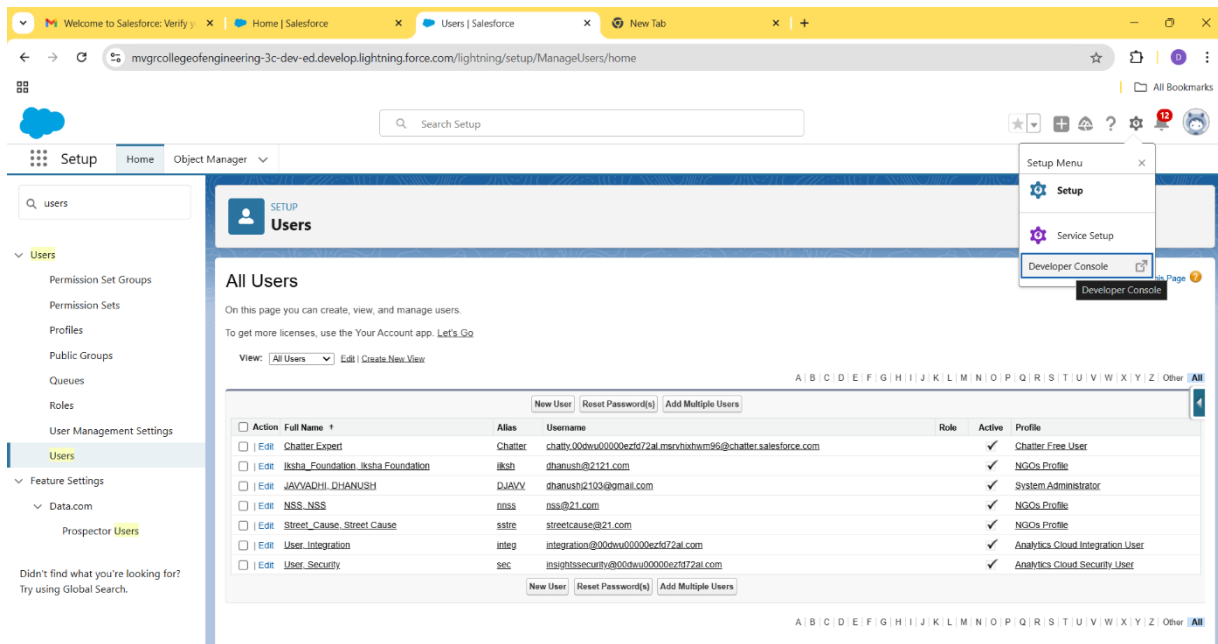 Welcome to Salesforce: Verify y
Home | Salesforce
Users | Salesforce
New Tab
mvgrcollegeofengineering-3c-dev-ed.develop.lightning.force.com/lightning/setup/ManageUsers/home
D
All Bookmarks
Search Setup
12
Setup
Home
Object Manager
Setup Menu
Setup
Service Setup
Developer Console
his Page
Developer Console
users
Users
Permission Set Groups
Permission Sets
Profiles
Public Groups
Queues
Roles
User Management Settings
Users
Feature Settings
Data.com
Prospector Users
Didn't find what you're looking for?
Try using Global Search.
SETUP
Users
All Users
On this page you can create, view, and manage users.
To get more licenses, use the Your Account app. Let's Go
View: All Users Edit | Create New View
A | B | C | D | E | F | G | H | I | J | K | L | M | N | O | P | Q | R | S | T | U | V | W | X | Y | Z | Other All
New User Reset Password(s) Add Multiple Users
Action Full Name ↑ Alias Username Role Active Profile
| Edit Chatter Expert Chatter chatty.00dwu00000ezfd72al.msrvhixhwm96@chatter.salesforce.com Chatter Free User
| Edit Iksha_Foundation, Iksha Foundation iiksh dhanush@2121.com NGOs Profile
| Edit JAVVADHI, DHANUSH DJAVV dhanushj2103@gmail.com System Administrator
| Edit NSS, NSS nnss nss@21.com NGOs Profile
| Edit Street_Cause, Street Cause sstre streetcause@21.com NGOs Profile
| Edit User, Integration integ integration@00dwu00000ezfd72al.com Analytics Cloud Integration User
| Edit User, Security sec insightssecurity@00dwu00000ezfd72al.com Analytics Cloud Security User
New User Reset Password(s) Add Multiple Users
A | B | C | D | E | F | G | H | I | J | K | L | M | N | O | P | Q | R | S | T | U | V | W | X | Y | Z | Other All